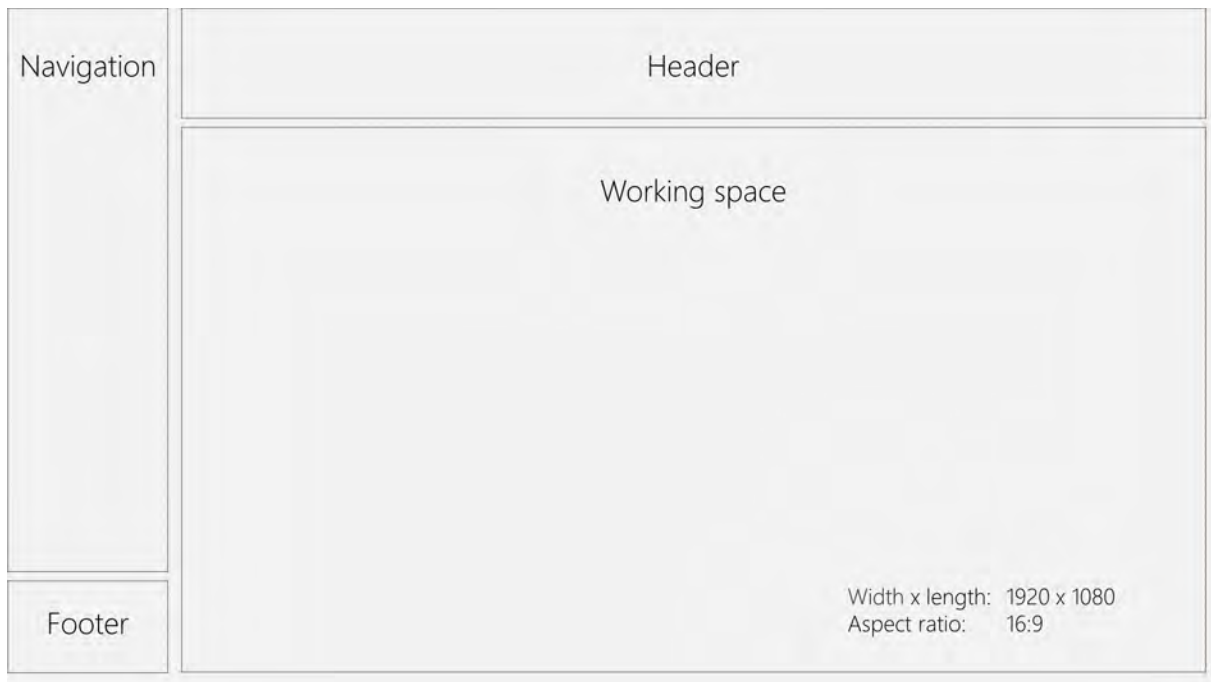 Navigation
Header
Working space
Footer
Width x length: 1920 x 1080
Aspect ratio: 16:9